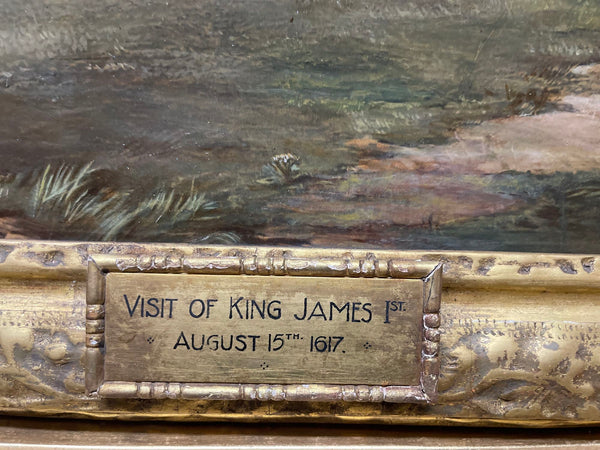 VISIT OF KING JAMES IST.
AUGUST 15TH. 1617.